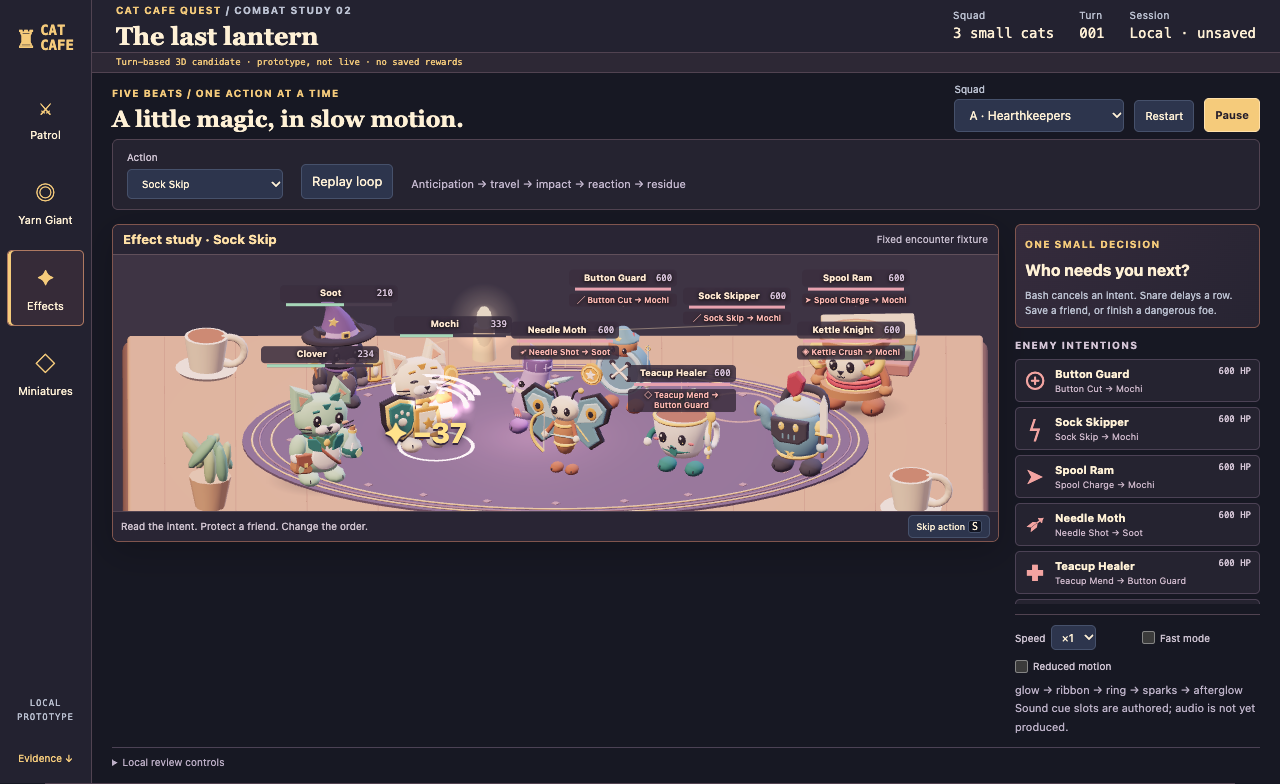 CAT
CAFE
Patrol
Yarn Giant
Effects
Miniatures
LOCAL
PROTOTYPE
Evidence ↓
CAT CAFE QUEST / COMBAT STUDY 02
The last lantern
Squad
3 small cats
Turn
001
Session
Local · unsaved
Turn-based 3D candidate · prototype, not live · no saved rewards
FIVE BEATS / ONE ACTION AT A TIME
A little magic, in slow motion.
Squad
A · Hearthkeepers
Restart
Pause
Action
Sock Skip
Replay loop
Anticipation → travel → impact → reaction → residue
Effect study · Sock Skip
Fixed encounter fixture
Soot 210
Mochi 339
Clover 234
Button Guard 600
Button Cut → Mochi
Sock Skipper 600
Sock Skip → Mochi
Spool Ram 600
Spool Charge → Mochi
Needle Moth 600
Needle Shot → Soot
Kettle Knight 600
Kettle Crush → Mochi
Teacup Healer 600
Teacup Mend →
Button Guard
−37
Read the intent. Protect a friend. Change the order.
Skip action S
ONE SMALL DECISION
Who needs you next?
Bash cancels an intent. Snare delays a row.
Save a friend, or finish a dangerous foe.
ENEMY INTENTIONS
Button Guard 600 HP
Button Cut → Mochi
Sock Skipper 600 HP
Sock Skip → Mochi
Spool Ram 600 HP
Spool Charge → Mochi
Needle Moth 600 HP
Needle Shot → Soot
Teacup Healer 600 HP
Teacup Mend → Button Guard
Speed ×1 Fast mode
Reduced motion
glow → ribbon → ring → sparks → afterglow
Sound cue slots are authored; audio is not yet
produced.
Local review controls